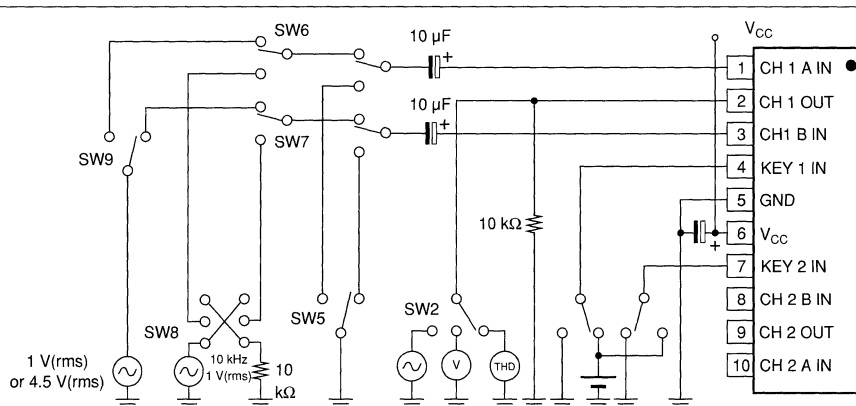 SW6
10 µF
+
V_CC
1 CH 1 A IN
2 CH 1 OUT
10 µF
+
3 CH1 B IN
SW7
SW9
4 KEY 1 IN
5 GND
10 kΩ
6 V_CC
+
7 KEY 2 IN
8 CH 2 B IN
SW8
SW5
SW2
9 CH 2 OUT
10 CH 2 A IN
1 V(rms)
or 4.5 V(rms)
10 kHz
1 V(rms)
10
kΩ
V
THD